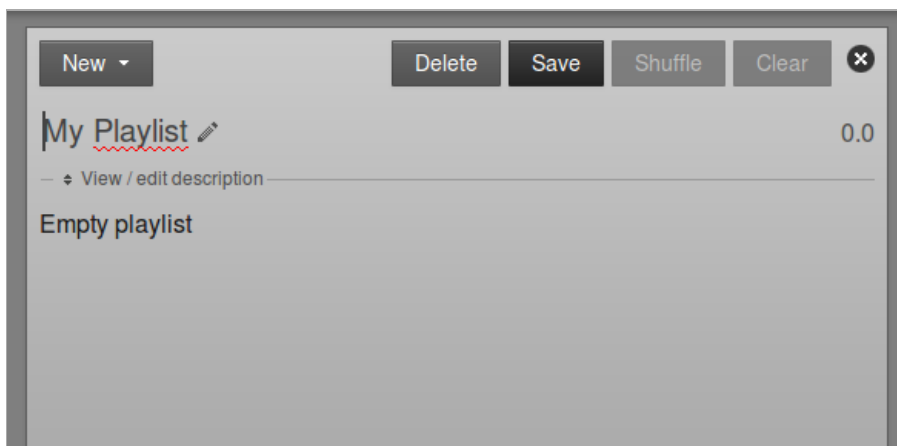 New Delete Save Shuffle Clear
My Playlist 0.0
View / edit description
Empty playlist